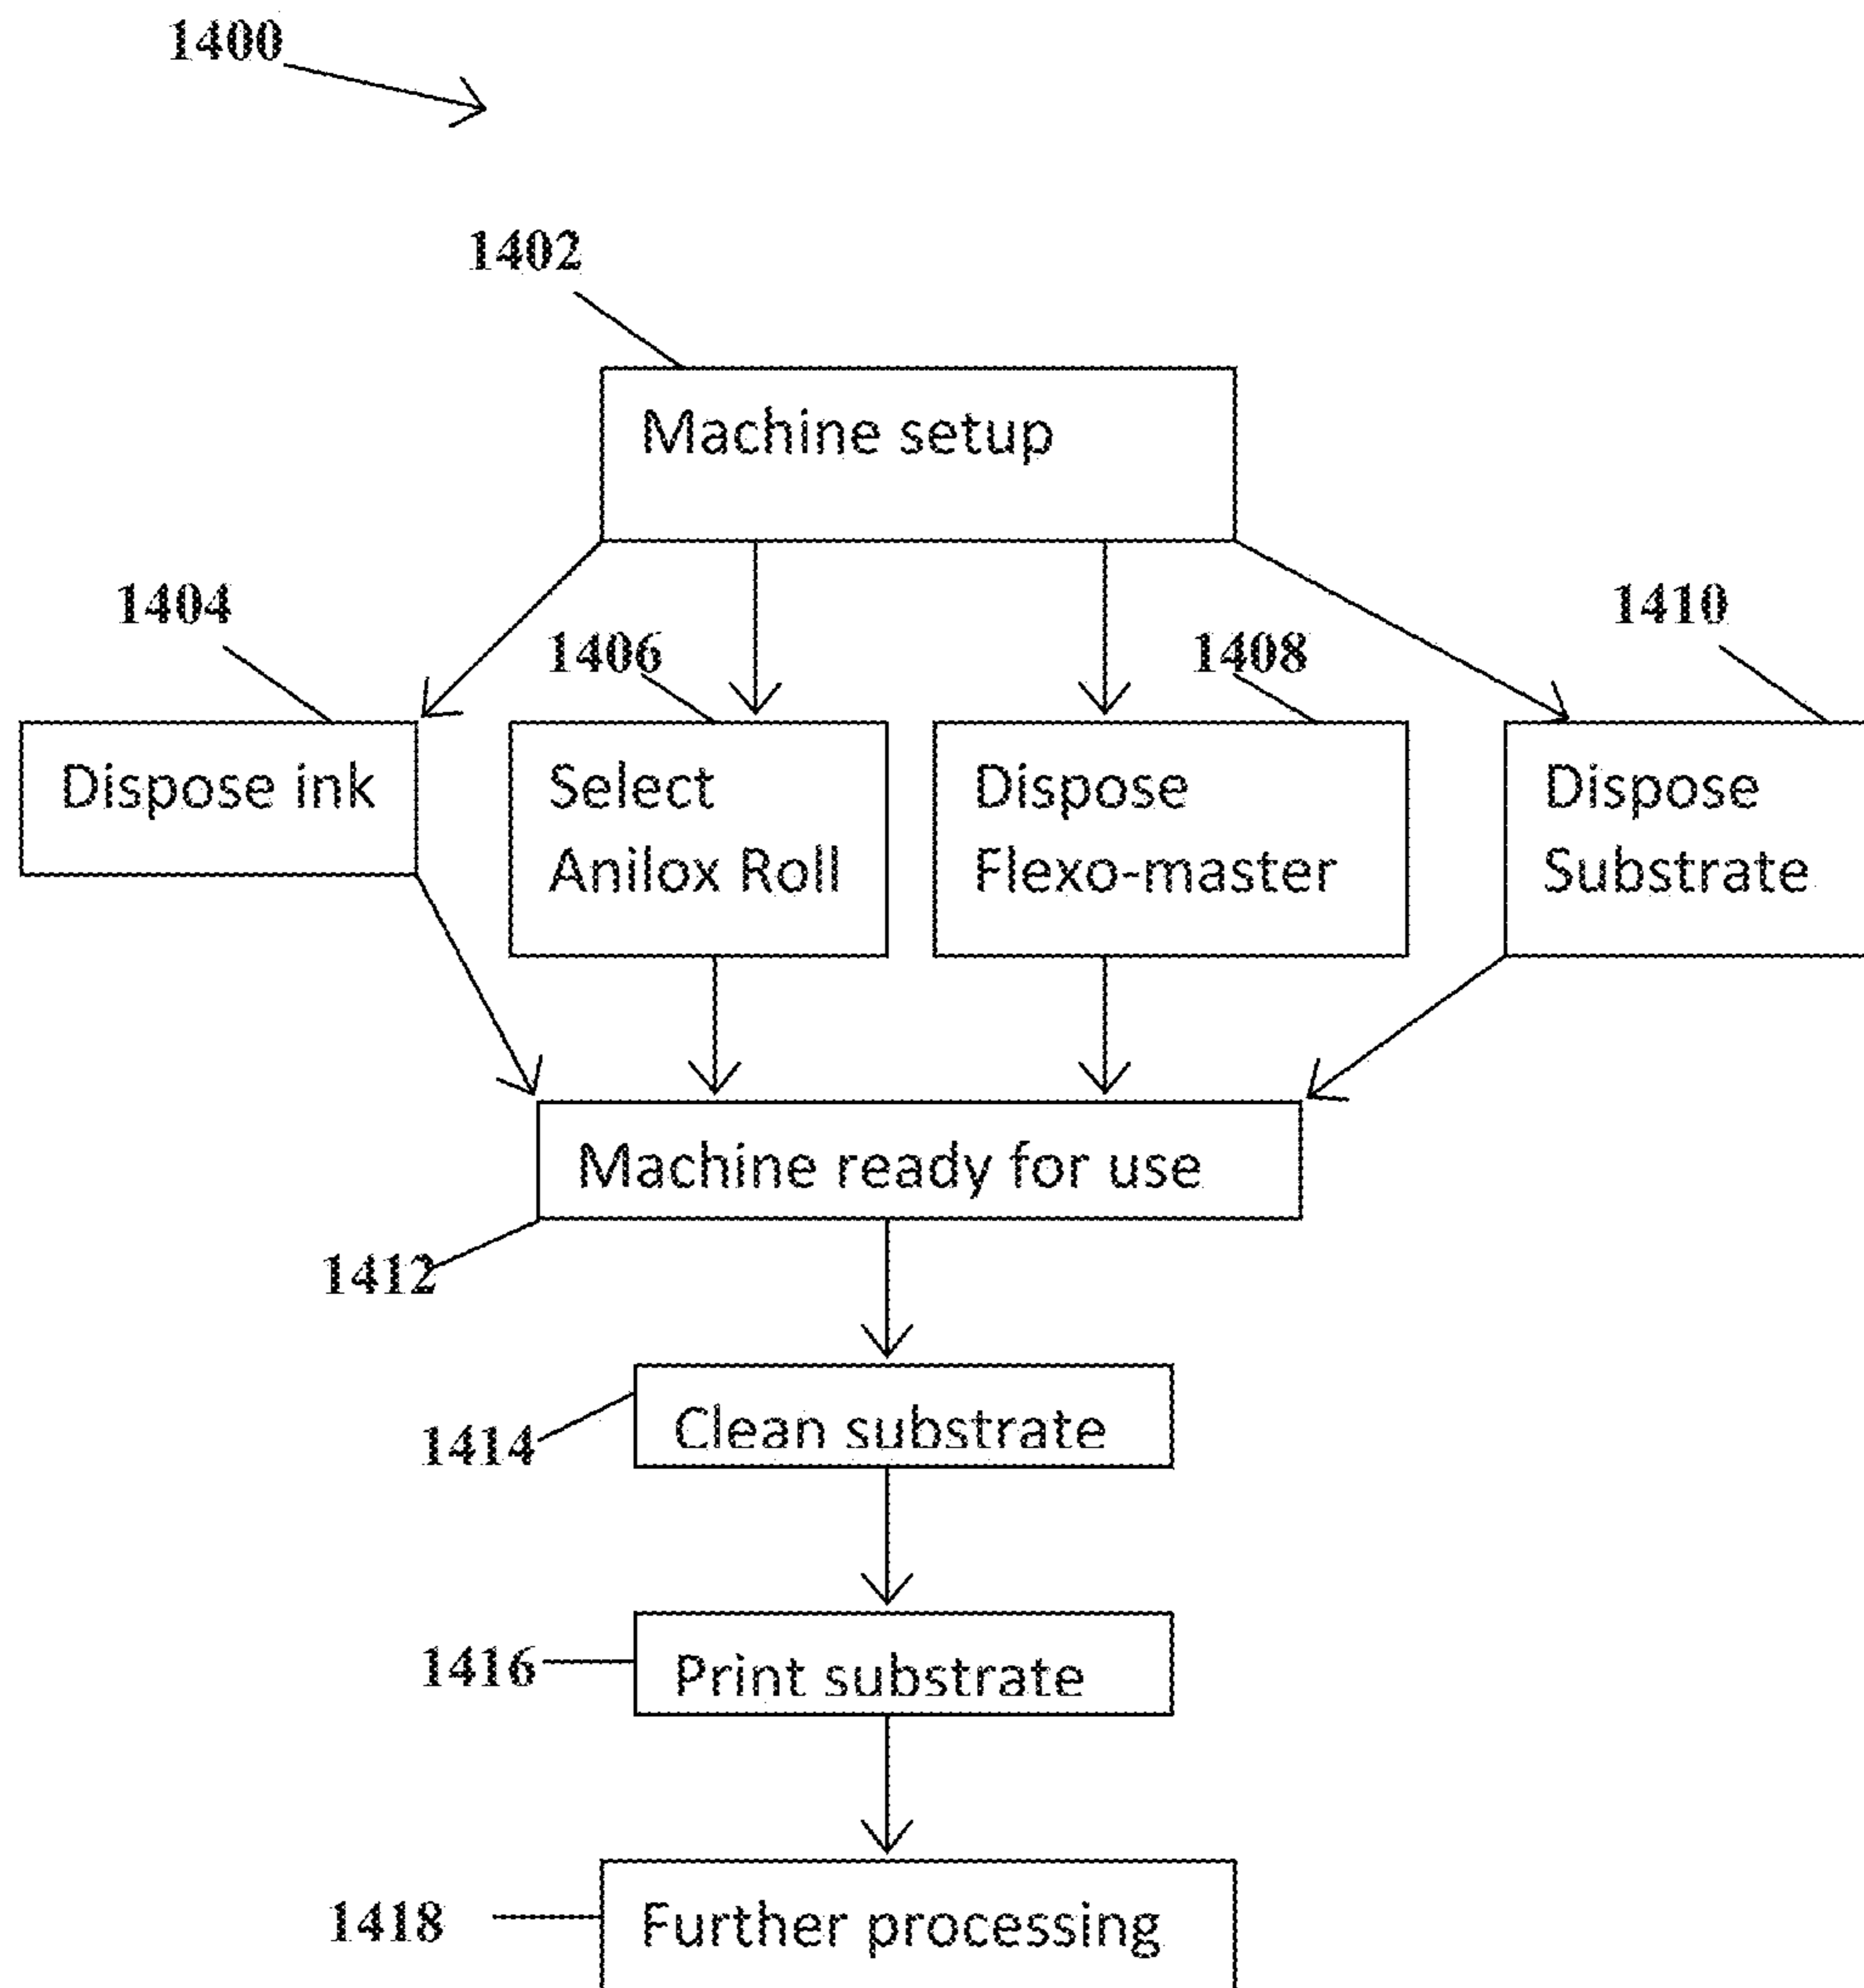 1400
1402
Machine setup
1404
1406
1408
1410
Dispose ink
Select
Anilox Roll
Dispose
Flexo-master
Dispose
Substrate
Machine ready for use
1412
Clean substrate
1414
Print substrate
1416
Further processing
1418